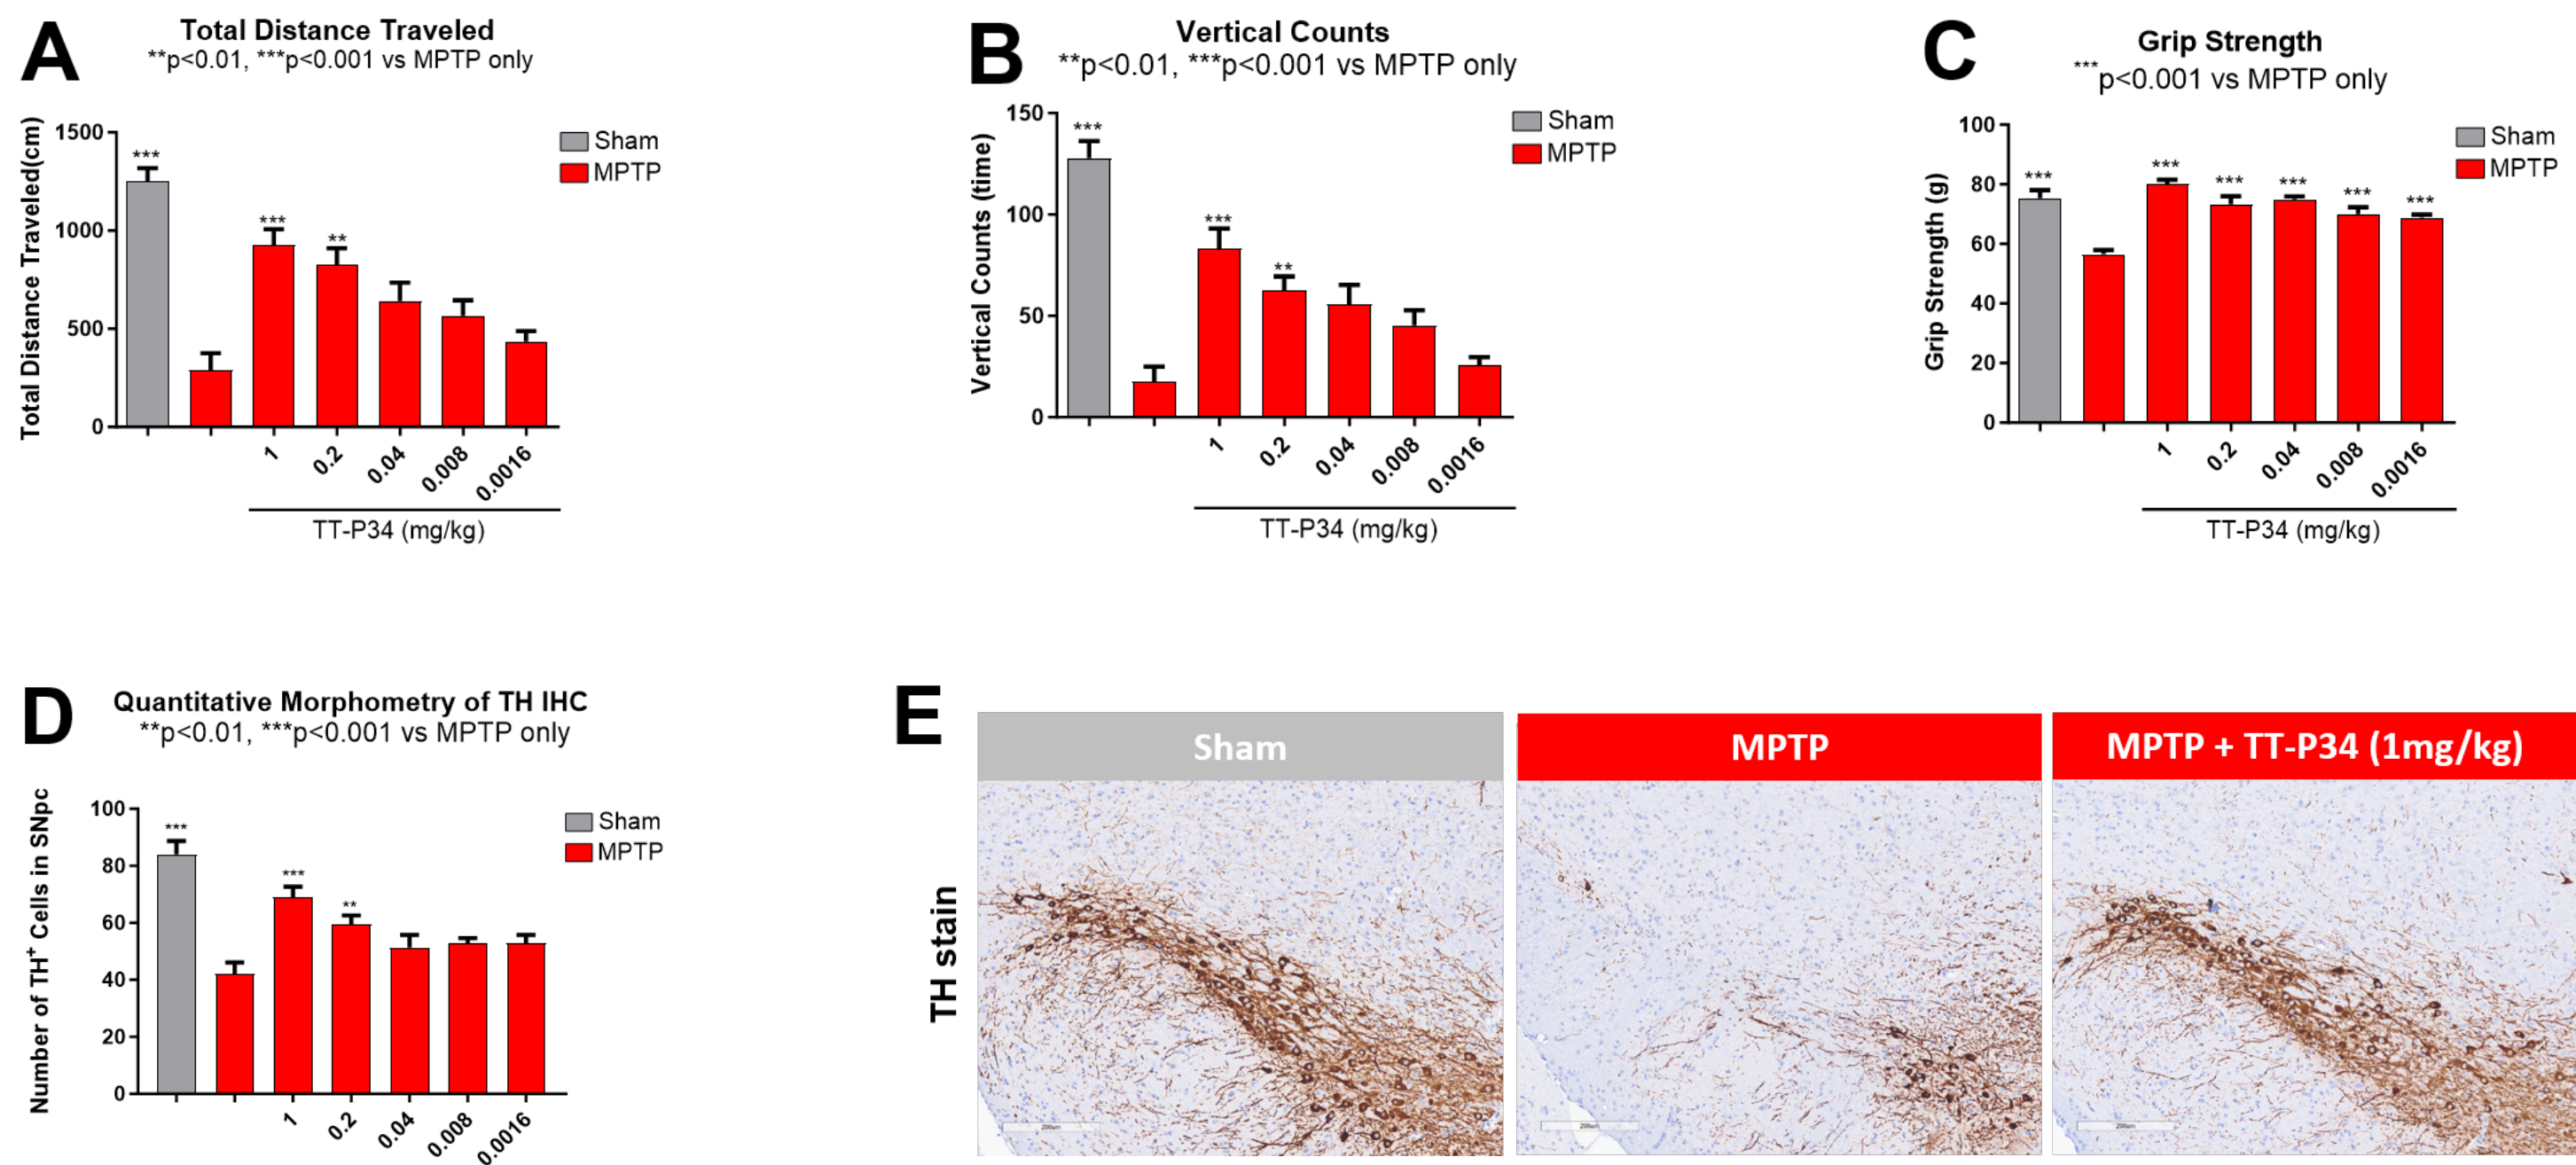 A
Total Distance Traveled
**p<0.01, ***p<0.001 vs MPTP only
Total Distance Traveled(cm)
1500
1000
500
0
***
***
**
Sham
MPTP
1
0.2
0.04
0.008
0.0016
TT-P34 (mg/kg)
B
Vertical Counts
**p<0.01, ***p<0.001 vs MPTP only
Vertical Counts (time)
150
100
50
0
***
***
**
Sham
MPTP
1
0.2
0.04
0.008
0.0016
TT-P34 (mg/kg)
C
Grip Strength
***p<0.001 vs MPTP only
Grip Strength (g)
100
80
60
40
20
0
***
***
***
***
***
***
Sham
MPTP
1
0.2
0.04
0.008
0.0016
TT-P34 (mg/kg)
D
Quantitative Morphometry of TH IHC
**p<0.01, ***p<0.001 vs MPTP only
Number of TH⁺ Cells in SNpc
100
80
60
40
20
0
***
***
**
Sham
MPTP
1
0.2
0.04
0.008
0.0016
E
Sham
MPTP
MPTP + TT-P34 (1mg/kg)
TH stain
200um
200um
200um